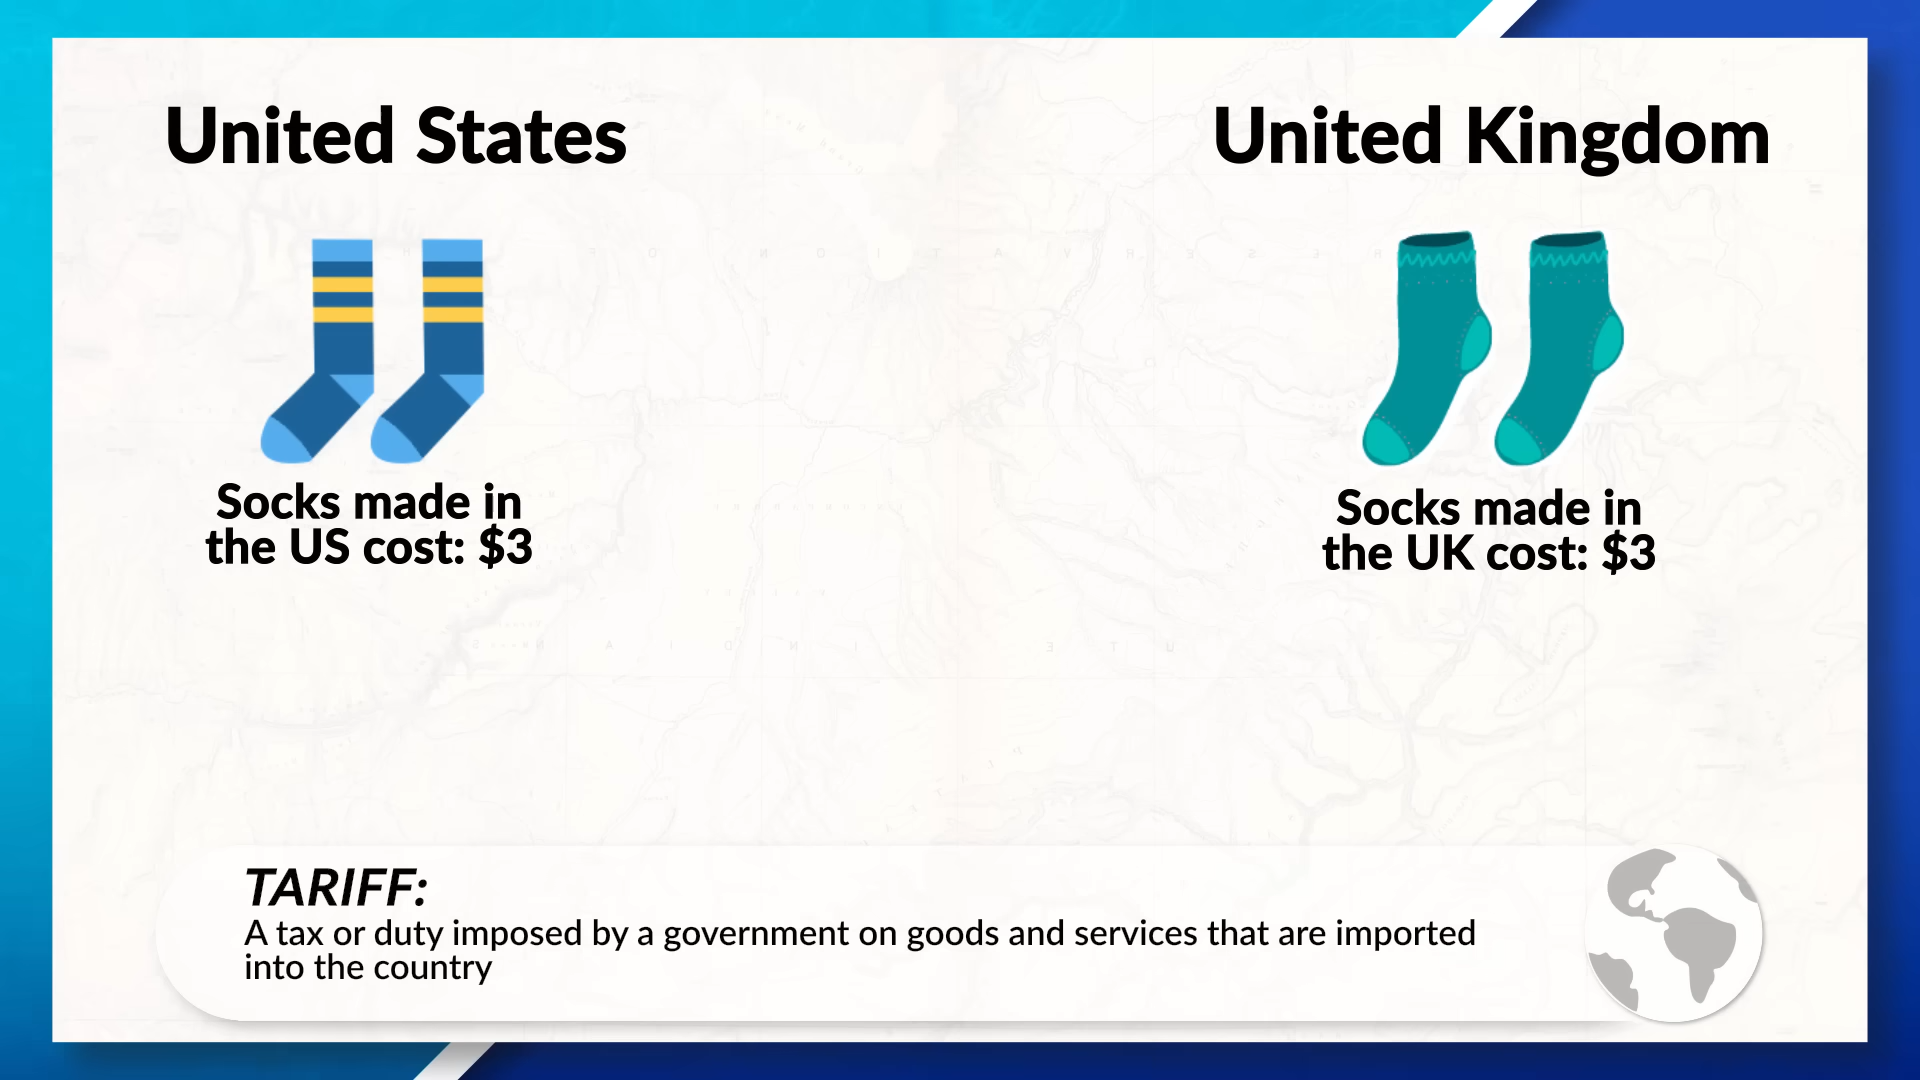 United States
United Kingdom
Socks made in
the US cost: $3
Socks made in
the UK cost: $3
TARIFF:
A tax or duty imposed by a government on goods and services that are imported
into the country